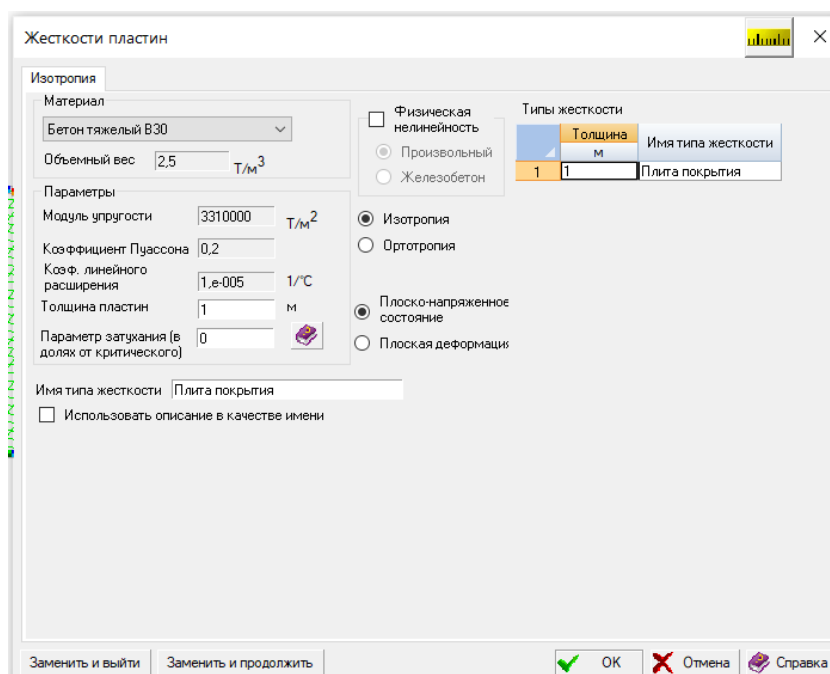 Жесткости пластин
Изотропия
Материал
Бетон тяжелый B30
Объемный вес 2,5 Т/м3
Параметры
Модуль упругости 3310000 Т/м2
Коэффициент Пуассона 0,2
Коэф. линейного
расширения 1,e-005 1/°C
Толщина пластин 1 м
Параметр затухания (в
долях от критического) 0
Имя типа жесткости Плита покрытия
Использовать описание в качестве имени
Физическая
нелинейность
Произвольный
Железобетон
Изотропия
Ортотропия
Плоско-напряженное
состояние
Плоская деформаци
Типы жесткости
Толщина
м
Имя типа жесткости
1 1 Плита покрытия
Заменить и выйти Заменить и продолжить OK Отмена Справка